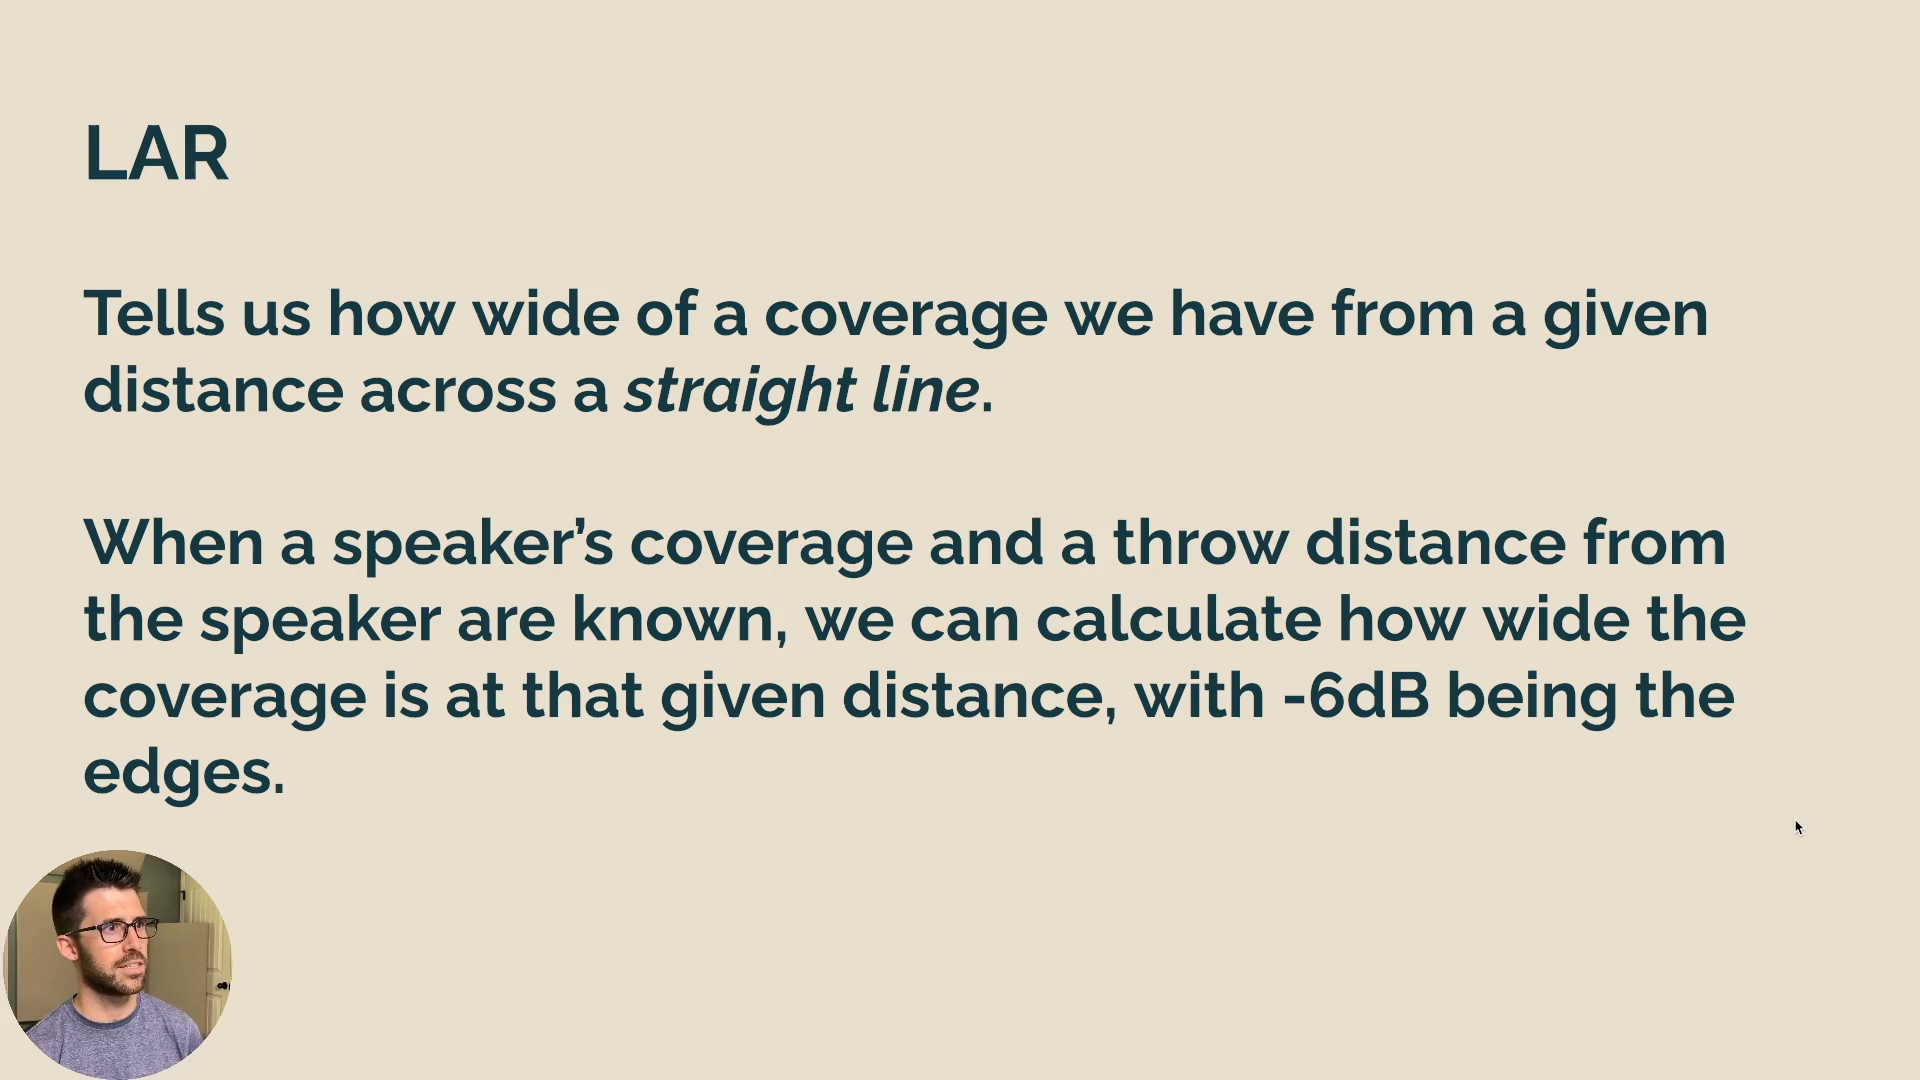 LAR
Tells us how wide of a coverage we have from a given
distance across a straight line.
When a speaker’s coverage and a throw distance from
the speaker are known, we can calculate how wide the
coverage is at that given distance, with -6dB being the
edges.